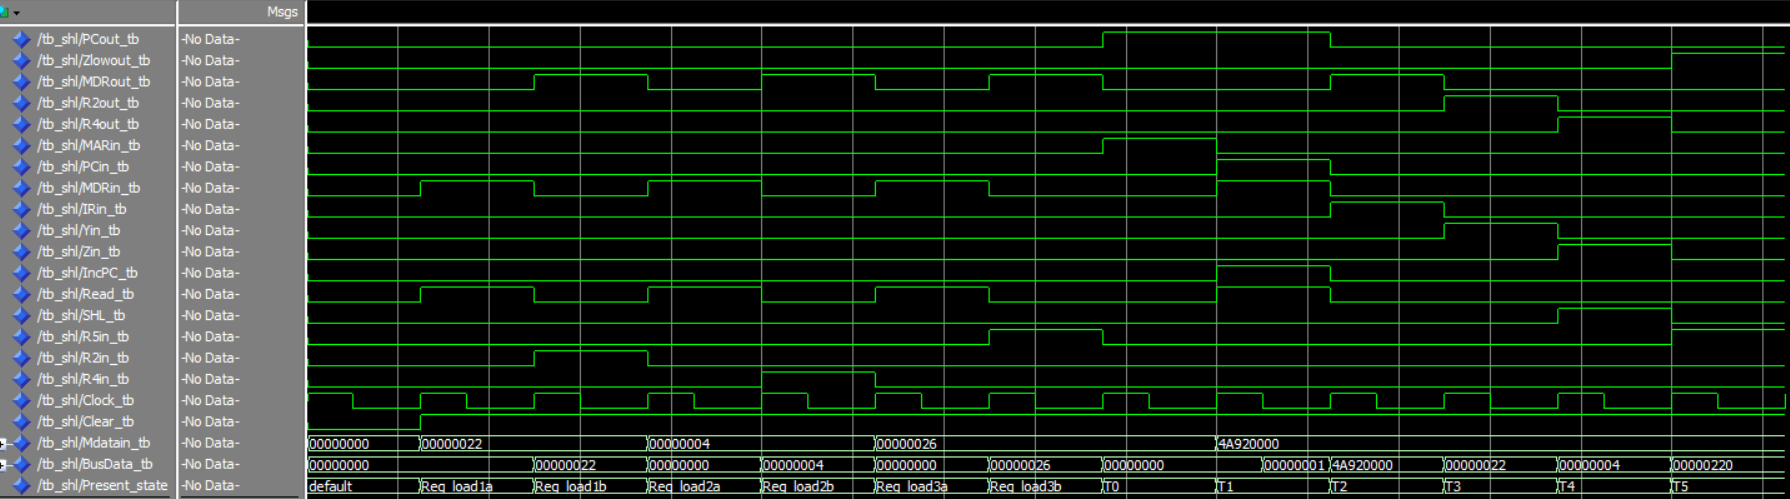 Msgs
/tb_shl/PCout_tb -No Data-
/tb_shl/Zlowout_tb -No Data-
/tb_shl/MDRout_tb -No Data-
/tb_shl/R2out_tb -No Data-
/tb_shl/R4out_tb -No Data-
/tb_shl/MARin_tb -No Data-
/tb_shl/PCin_tb -No Data-
/tb_shl/MDRin_tb -No Data-
/tb_shl/IRin_tb -No Data-
/tb_shl/Yin_tb -No Data-
/tb_shl/Zin_tb -No Data-
/tb_shl/IncPC_tb -No Data-
/tb_shl/Read_tb -No Data-
/tb_shl/SHL_tb -No Data-
/tb_shl/R5in_tb -No Data-
/tb_shl/R2in_tb -No Data-
/tb_shl/R4in_tb -No Data-
/tb_shl/Clock_tb -No Data-
/tb_shl/Clear_tb -No Data-
/tb_shl/Mdatain_tb -No Data- 00000000 00000022 00000004 00000026 4A920000
/tb_shl/BusData_tb -No Data- 00000000 00000022 00000000 00000004 00000000 00000026 00000000 00000001 4A920000 00000022 00000004 00000220
/tb_shl/Present_state -No Data- default Reg_load1a Reg_load1b Reg_load2a Reg_load2b Reg_load3a Reg_load3b T0 T1 T2 T3 T4 T5